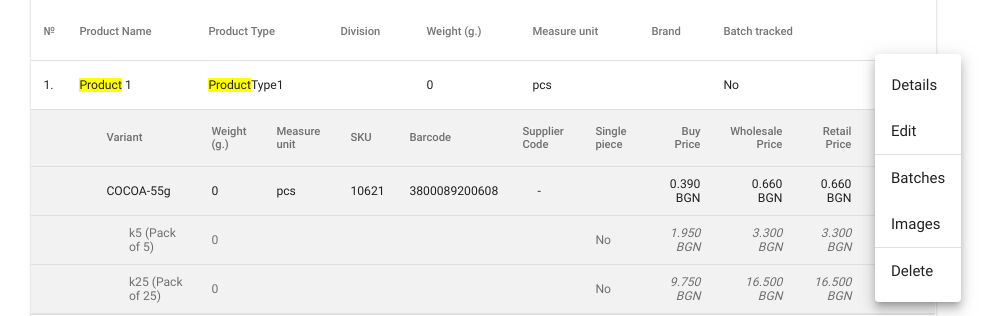 № Product Name Product Type Division Weight (g.) Measure unit Brand Batch tracked
1. Product 1 ProductType1 0 pcs No
Variant Weight (g.) Measure unit SKU Barcode Supplier Code Single piece Buy Price Wholesale Price Retail Price
COCOA-55g 0 pcs 10621 3800089200608 - 0.390 BGN 0.660 BGN 0.660 BGN
k5 (Pack of 5) 0 No 1.950 BGN 3.300 BGN 3.300 BGN
k25 (Pack of 25) 0 No 9.750 BGN 16.500 BGN 16.500 BGN
Details
Edit
Batches
Images
Delete